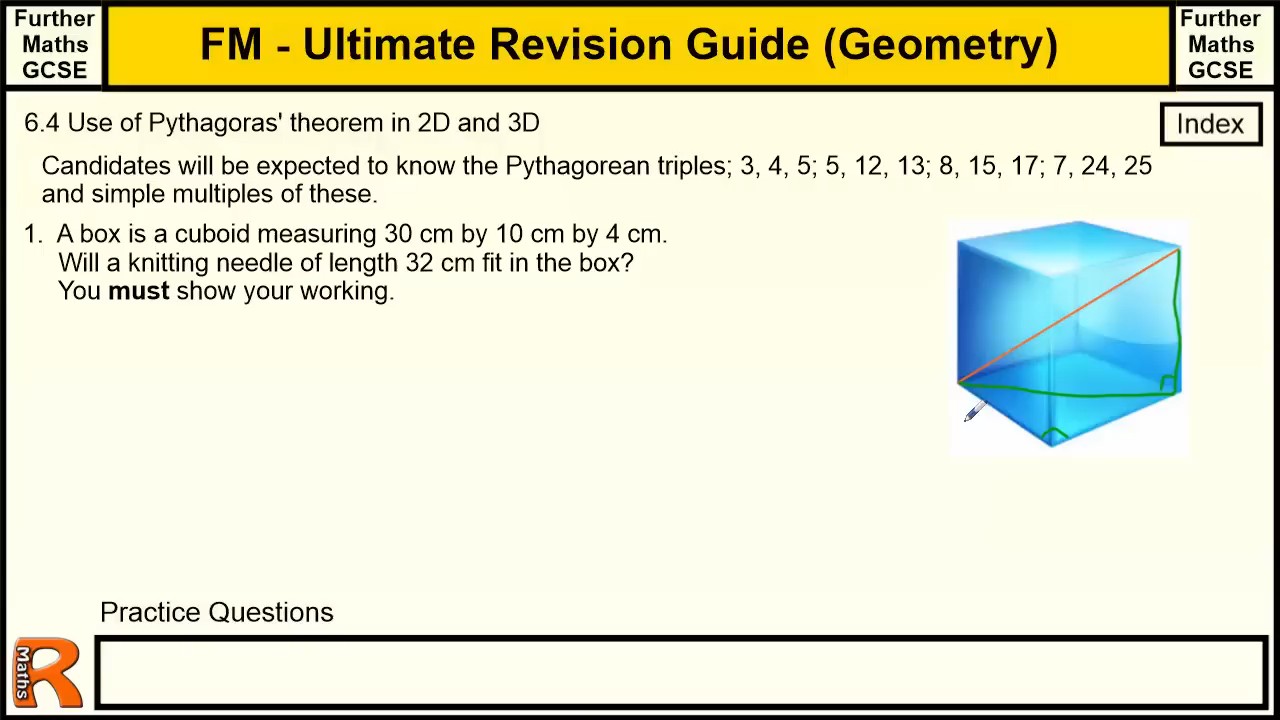 Further
Maths
GCSE
FM - Ultimate Revision Guide (Geometry)
Further
Maths
GCSE
6.4 Use of Pythagoras' theorem in 2D and 3D
Index
Candidates will be expected to know the Pythagorean triples; 3, 4, 5; 5, 12, 13; 8, 15, 17; 7, 24, 25
and simple multiples of these.
1. A box is a cuboid measuring 30 cm by 10 cm by 4 cm.
Will a knitting needle of length 32 cm fit in the box?
You must show your working.
Practice Questions
R
Maths